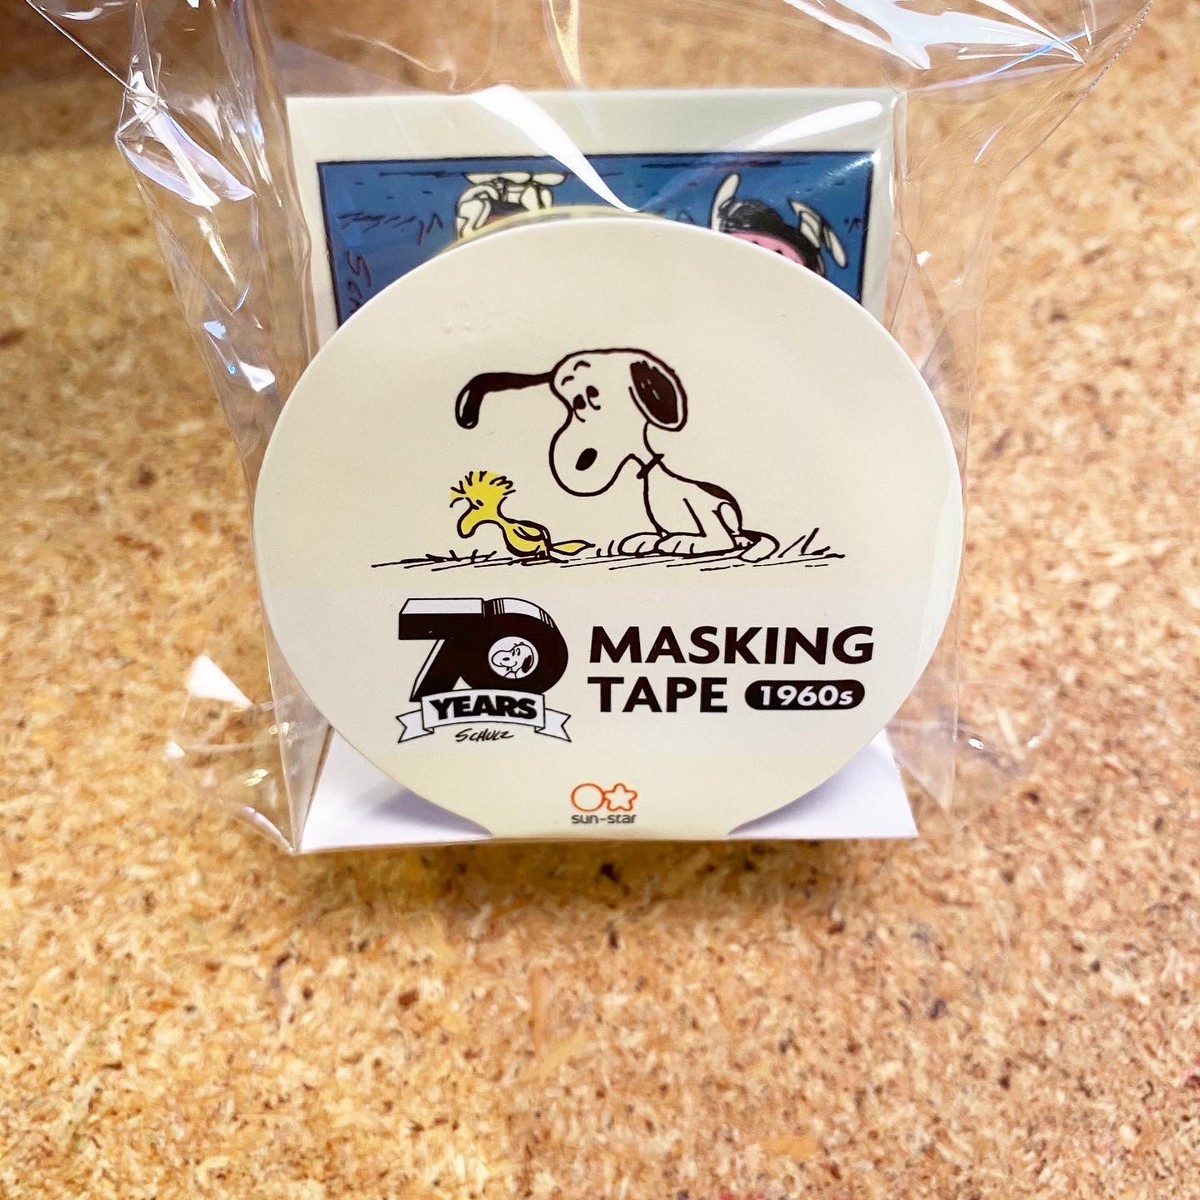 70
YEARS
SCHULZ
MASKING
TAPE 1960s
sun-star